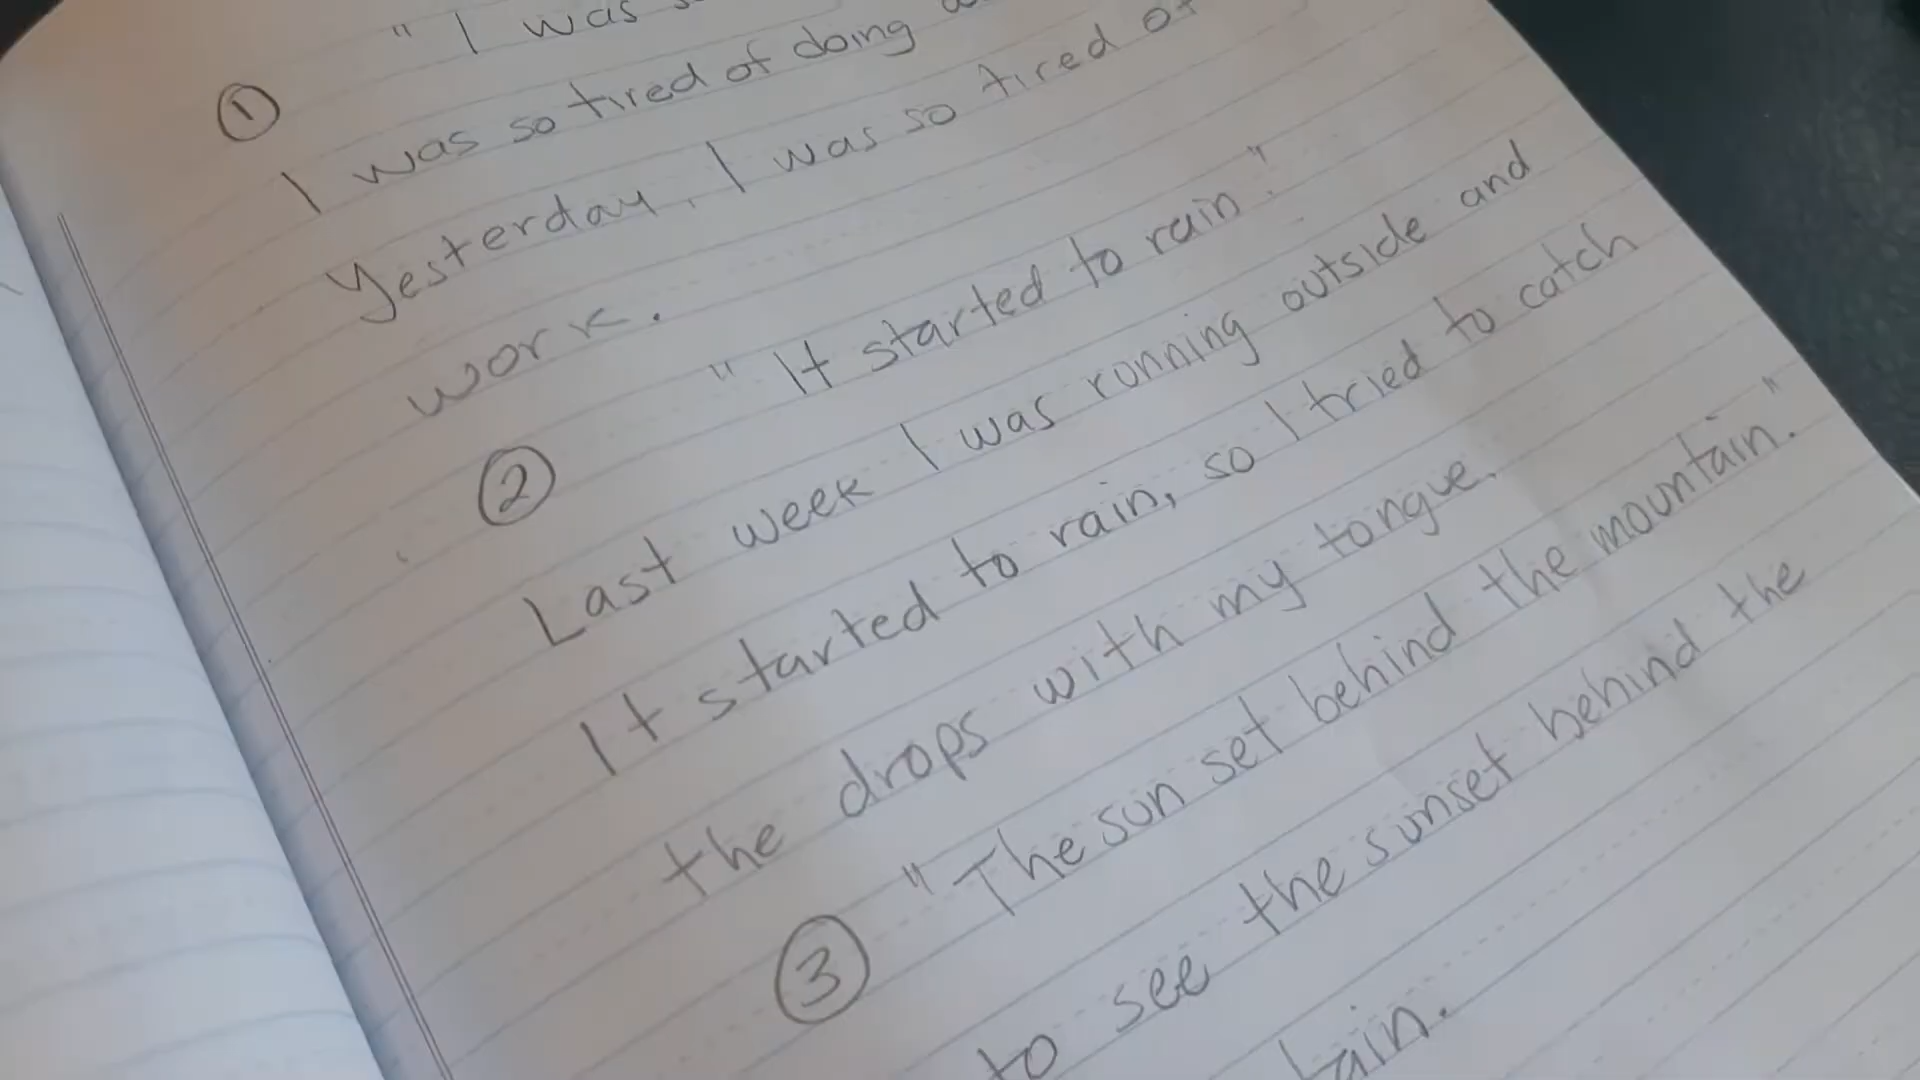 " I was
① I was so tired of doing
Yesterday, I was so tired of
work.
" It started to rain."
② Last week I was running outside and
It started to rain, so I tried to catch
the drops with my tongue.
③ "The sun set behind the mountain."
to see the sunset behind the
tain.